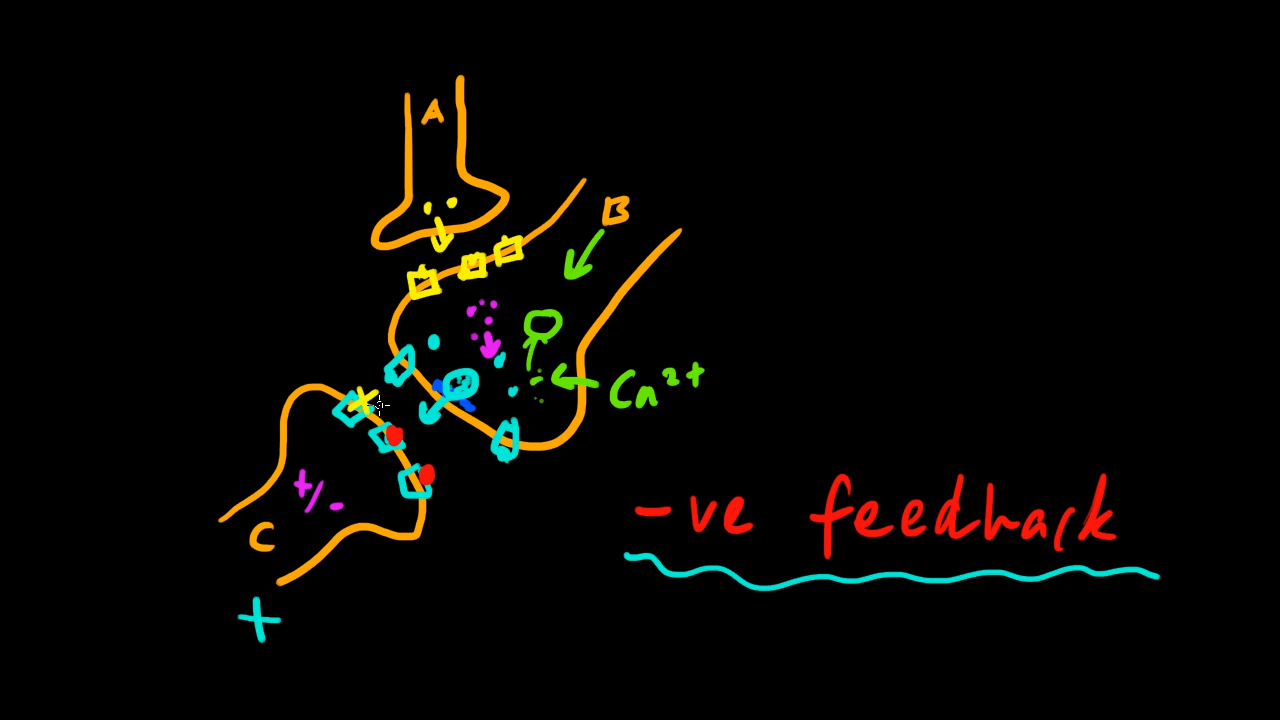 A
B
Ca²⁺
+/-
-ve feedback
C
+